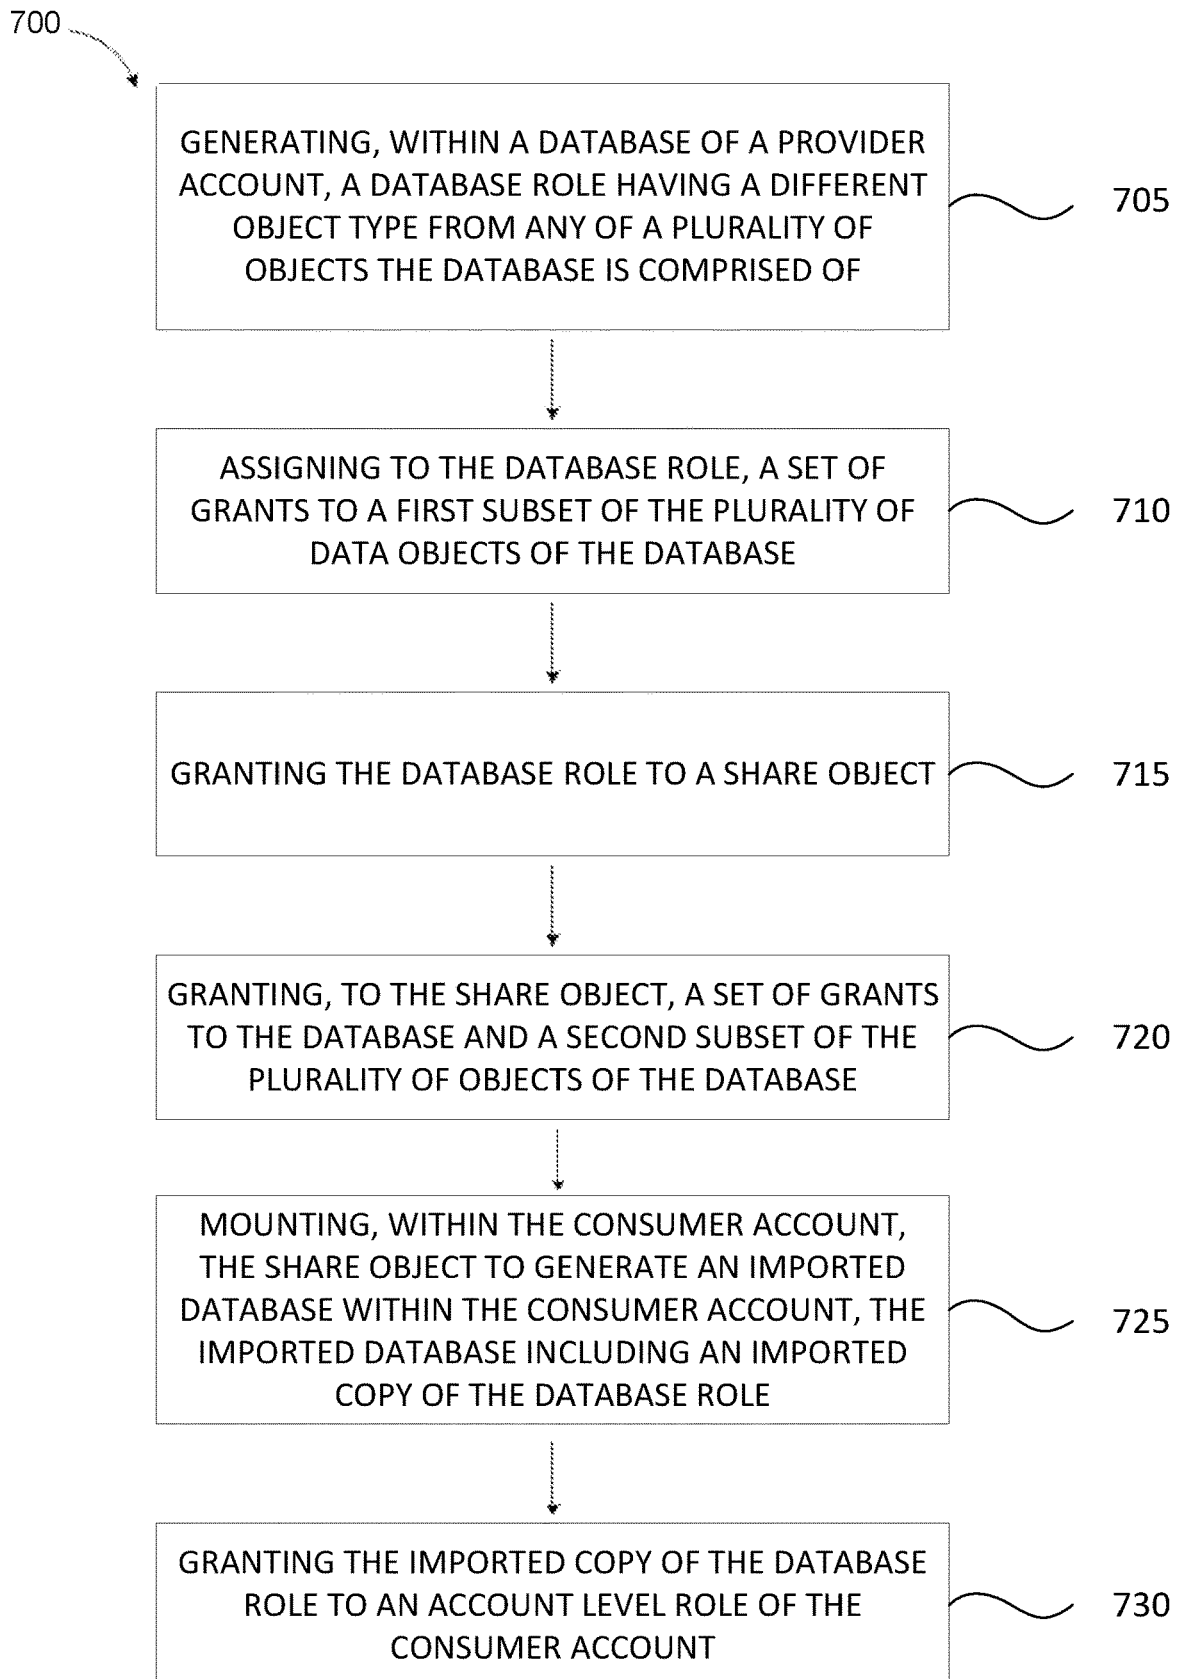 700
GENERATING, WITHIN A DATABASE OF A PROVIDER
ACCOUNT, A DATABASE ROLE HAVING A DIFFERENT
OBJECT TYPE FROM ANY OF A PLURALITY OF
OBJECTS THE DATABASE IS COMPRISED OF
705
ASSIGNING TO THE DATABASE ROLE, A SET OF
GRANTS TO A FIRST SUBSET OF THE PLURALITY OF
DATA OBJECTS OF THE DATABASE
710
GRANTING THE DATABASE ROLE TO A SHARE OBJECT
715
GRANTING, TO THE SHARE OBJECT, A SET OF GRANTS
TO THE DATABASE AND A SECOND SUBSET OF THE
PLURALITY OF OBJECTS OF THE DATABASE
720
MOUNTING, WITHIN THE CONSUMER ACCOUNT,
THE SHARE OBJECT TO GENERATE AN IMPORTED
DATABASE WITHIN THE CONSUMER ACCOUNT, THE
IMPORTED DATABASE INCLUDING AN IMPORTED
COPY OF THE DATABASE ROLE
725
GRANTING THE IMPORTED COPY OF THE DATABASE
ROLE TO AN ACCOUNT LEVEL ROLE OF THE
CONSUMER ACCOUNT
730